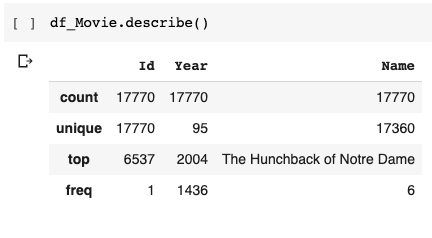 [ ] df_Movie.describe()
Id Year Name
count 17770 17770 17770
unique 17770 95 17360
top 6537 2004 The Hunchback of Notre Dame
freq 1 1436 6